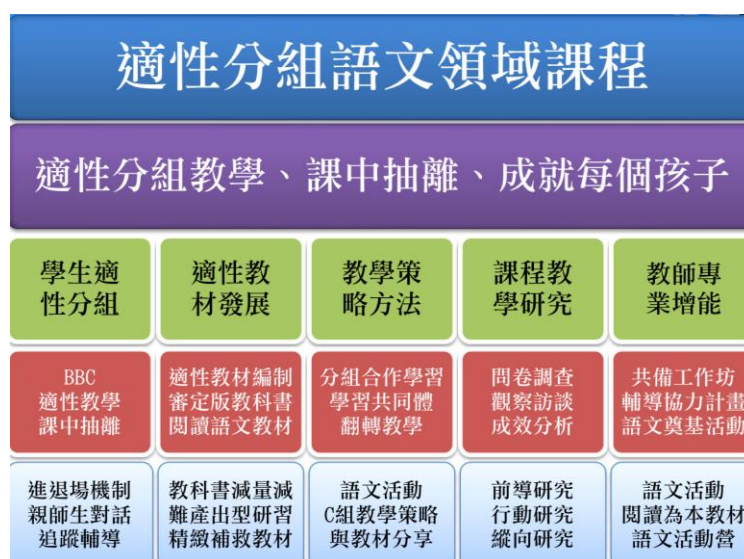 適性分組語文領域課程
適性分組教學、課中抽離、成就每個孩子
學生適
性分組
適性教
材發展
教學策
略方法
課程教
學研究
教師專
業增能
BBC
適性教學
課中抽離
適性教材編制
審定版教科書
閱讀語文教材
分組合作學習
學習共同體
翻轉教學
問卷調查
觀察訪談
成效分析
共備工作坊
輔導協力計畫
語文奠基活動
進退場機制
親師生對話
追蹤輔導
教科書減量減
難產出型研習
精緻補救教材
語文活動
C組教學策略
與教材分享
前導研究
行動研究
縱向研究
語文活動
閱讀為本教材
語文活動營